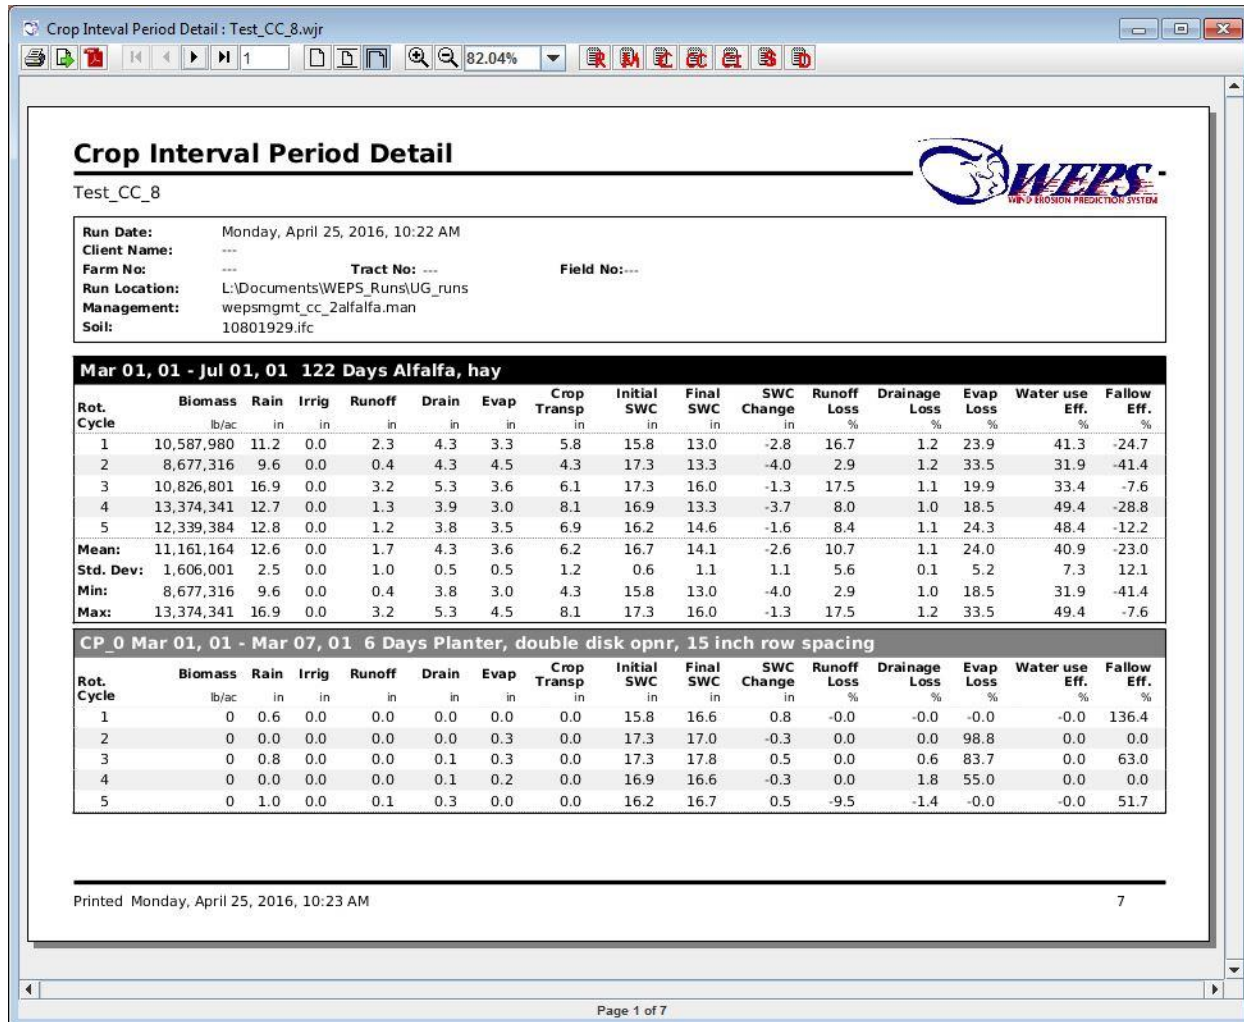 Crop Inteval Period Detail : Test_CC_8.wjr
1 82.04%
Crop Interval Period Detail
WEPS
WIND EROSION PREDICTION SYSTEM
Test_CC_8
Run Date: Monday, April 25, 2016, 10:22 AM
Client Name: ---
Farm No: --- Tract No: --- Field No:---
Run Location: L:\Documents\WEPS_Runs\UG_runs
Management: wepsmgmt_cc_2alfalfa.man
Soil: 10801929.ifc
Mar 01, 01 - Jul 01, 01 122 Days Alfalfa, hay
Rot. Cycle Biomass Rain Irrig Runoff Drain Evap Crop Transp Initial SWC Final SWC SWC Change Runoff Loss Drainage Loss Evap Loss Water use Eff. Fallow Eff.
lb/ac in in in in in in in in in % % % % %
1 10,587,980 11.2 0.0 2.3 4.3 3.3 5.8 15.8 13.0 -2.8 16.7 1.2 23.9 41.3 -24.7
2 8,677,316 9.6 0.0 0.4 4.3 4.5 4.3 17.3 13.3 -4.0 2.9 1.2 33.5 31.9 -41.4
3 10,826,801 16.9 0.0 3.2 5.3 3.6 6.1 17.3 16.0 -1.3 17.5 1.1 19.9 33.4 -7.6
4 13,374,341 12.7 0.0 1.3 3.9 3.0 8.1 16.9 13.3 -3.7 8.0 1.0 18.5 49.4 -28.8
5 12,339,384 12.8 0.0 1.2 3.8 3.5 6.9 16.2 14.6 -1.6 8.4 1.1 24.3 48.4 -12.2
Mean: 11,161,164 12.6 0.0 1.7 4.3 3.6 6.2 16.7 14.1 -2.6 10.7 1.1 24.0 40.9 -23.0
Std. Dev: 1,606,001 2.5 0.0 1.0 0.5 0.5 1.2 0.6 1.1 1.1 5.6 0.1 5.2 7.3 12.1
Min: 8,677,316 9.6 0.0 0.4 3.8 3.0 4.3 15.8 13.0 -4.0 2.9 1.0 18.5 31.9 -41.4
Max: 13,374,341 16.9 0.0 3.2 5.3 4.5 8.1 17.3 16.0 -1.3 17.5 1.2 33.5 49.4 -7.6
CP_0 Mar 01, 01 - Mar 07, 01 6 Days Planter, double disk opnr, 15 inch row spacing
Rot. Cycle Biomass Rain Irrig Runoff Drain Evap Crop Transp Initial SWC Final SWC SWC Change Runoff Loss Drainage Loss Evap Loss Water use Eff. Fallow Eff.
lb/ac in in in in in in in in in % % % % %
1 0 0.6 0.0 0.0 0.0 0.0 0.0 15.8 16.6 0.8 -0.0 -0.0 -0.0 -0.0 136.4
2 0 0.0 0.0 0.0 0.0 0.3 0.0 17.3 17.0 -0.3 0.0 0.0 98.8 0.0 0.0
3 0 0.8 0.0 0.0 0.1 0.3 0.0 17.3 17.8 0.5 0.0 0.6 83.7 0.0 63.0
4 0 0.0 0.0 0.0 0.1 0.2 0.0 16.9 16.6 -0.3 0.0 1.8 55.0 0.0 0.0
5 0 1.0 0.0 0.1 0.3 0.0 0.0 16.2 16.7 0.5 -9.5 -1.4 -0.0 -0.0 51.7
Printed Monday, April 25, 2016, 10:23 AM 7
Page 1 of 7